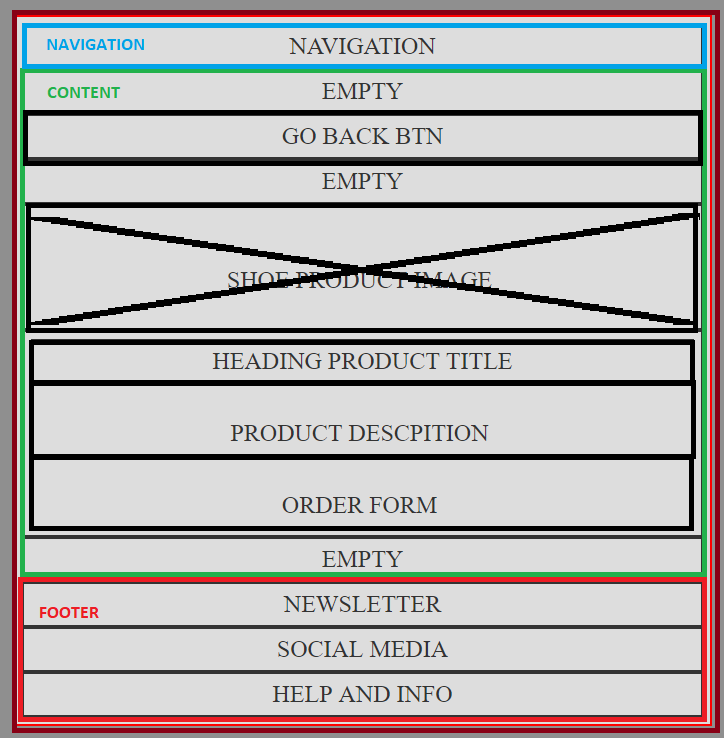 NAVIGATION NAVIGATION
CONTENT EMPTY
GO BACK BTN
EMPTY
SHOE PRODUCT IMAGE
HEADING PRODUCT TITLE
PRODUCT DESCPITION
ORDER FORM
EMPTY
FOOTER NEWSLETTER
SOCIAL MEDIA
HELP AND INFO